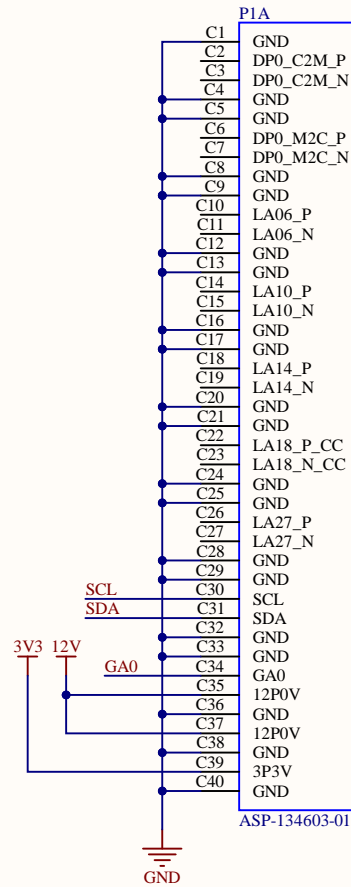 P1A
C1 GND
C2 DP0_C2M_P
C3 DP0_C2M_N
C4 GND
C5 GND
C6 DP0_M2C_P
C7 DP0_M2C_N
C8 GND
C9 GND
C10 LA06_P
C11 LA06_N
C12 GND
C13 GND
C14 LA10_P
C15 LA10_N
C16 GND
C17 GND
C18 LA14_P
C19 LA14_N
C20 GND
C21 GND
C22 LA18_P_CC
C23 LA18_N_CC
C24 GND
C25 GND
C26 LA27_P
C27 LA27_N
C28 GND
C29 GND
SCL C30 SCL
SDA C31 SDA
C32 GND
3V3 12V C33 GND
GA0 C34 GA0
C35 12P0V
C36 GND
C37 12P0V
C38 GND
C39 3P3V
C40 GND
ASP-134603-01
GND